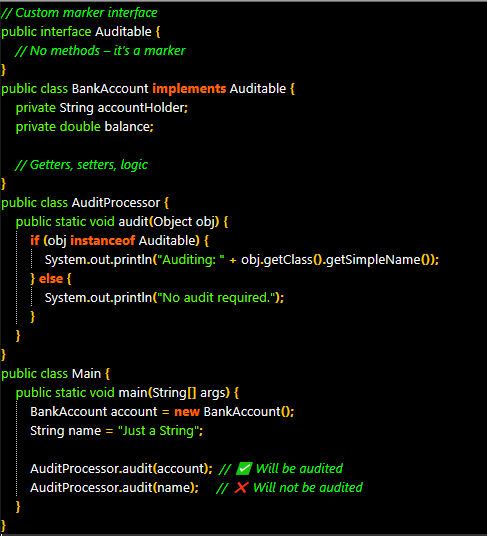 // Custom marker interface
public interface Auditable {
// No methods – it's a marker
}
public class BankAccount implements Auditable {
private String accountHolder;
private double balance;
// Getters, setters, logic
}
public class AuditProcessor {
public static void audit(Object obj) {
if (obj instanceof Auditable) {
System.out.println("Auditing: " + obj.getClass().getSimpleName());
} else {
System.out.println("No audit required.");
}
}
}
public class Main {
public static void main(String[] args) {
BankAccount account = new BankAccount();
String name = "Just a String";
AuditProcessor.audit(account); // ✅ Will be audited
AuditProcessor.audit(name); // ❌ Will not be audited
}
}